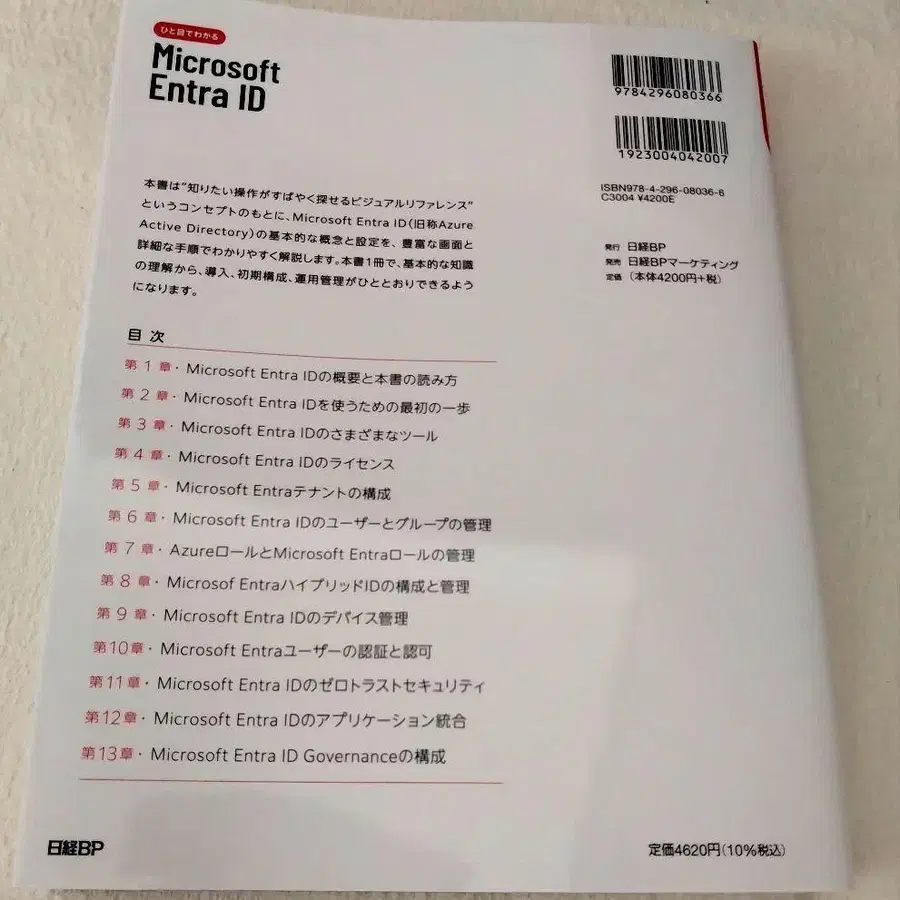 ひと目でわかる
Microsoft
Entra ID
9784296080366
1923004042007
ISBN978-4-296-08036-6
C3004 ¥4200E
発行 日経BP
発売 日経BPマーケティング
定価 (本体4200円+税)
本書は"知りたい操作がすばやく探せるビジュアルリファレンス"
というコンセプトのもとに、Microsoft Entra ID(旧称Azure
Active Directory)の基本的な概念と設定を、豊富な画面と
詳細な手順でわかりやすく解説します。本書1冊で、基本的な知識
の理解から、導入、初期構成、運用管理がひととおりできるよう
になります。
目次
第1章・Microsoft Entra IDの概要と本書の読み方
第2章・Microsoft Entra IDを使うための最初の一歩
第3章・Microsoft Entra IDのさまざまなツール
第4章・Microsoft Entra IDのライセンス
第5章・Microsoft Entraテナントの構成
第6章・Microsoft Entra IDのユーザーとグループの管理
第7章・AzureロールとMicrosoft Entraロールの管理
第8章・Microsof EntraハイブリッドIDの構成と管理
第9章・Microsoft Entra IDのデバイス管理
第10章・Microsoft Entraユーザーの認証と認可
第11章・Microsoft Entra IDのゼロトラストセキュリティ
第12章・Microsoft Entra IDのアプリケーション統合
第13章・Microsoft Entra ID Governanceの構成
日経BP
定価4620円(10%税込)